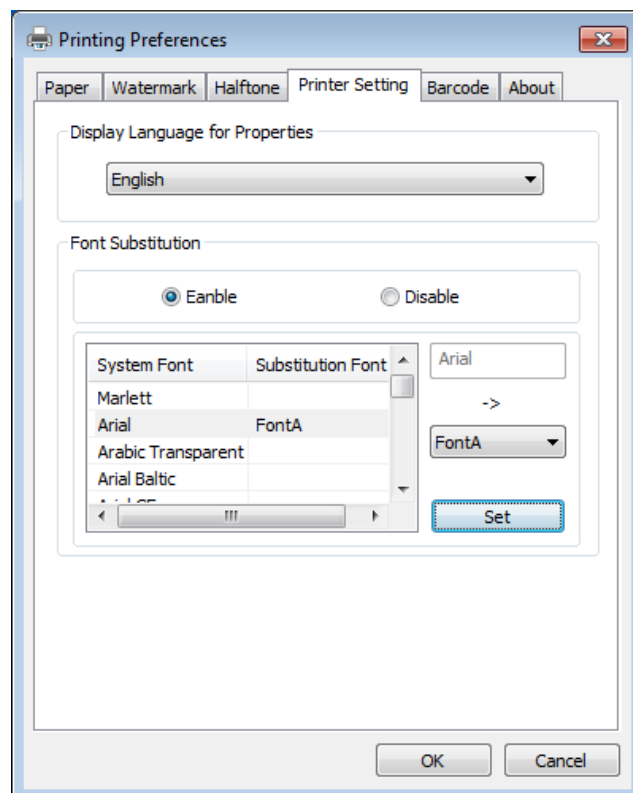 Printing Preferences
Paper Watermark Halftone Printer Setting Barcode About
Display Language for Properties
English
Font Substitution
Eanble Disable
System Font Substitution Font
Marlett
Arial FontA
Arabic Transparent
Arial Baltic
Arial
->
FontA
Set
OK Cancel